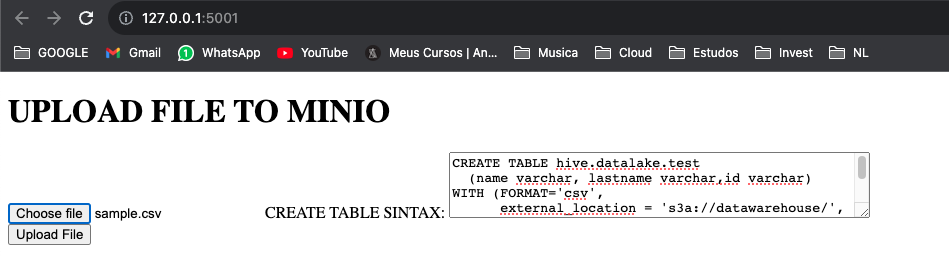 127.0.0.1:5001
GOOGLE Gmail WhatsApp YouTube Meus Cursos | An... Musica Cloud Estudos Invest NL
UPLOAD FILE TO MINIO
CREATE TABLE hive.datalake.test
(name varchar, lastname varchar,id varchar)
WITH (FORMAT='csv',
external_location = 's3a://datawarehouse/',
Choose file sample.csv CREATE TABLE SINTAX:
Upload File